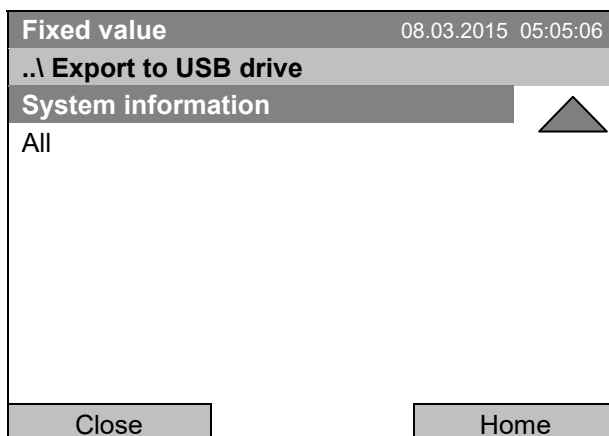 Fixed value 08.03.2015 05:05:06
..\ Export to USB drive
System information
All
Close Home